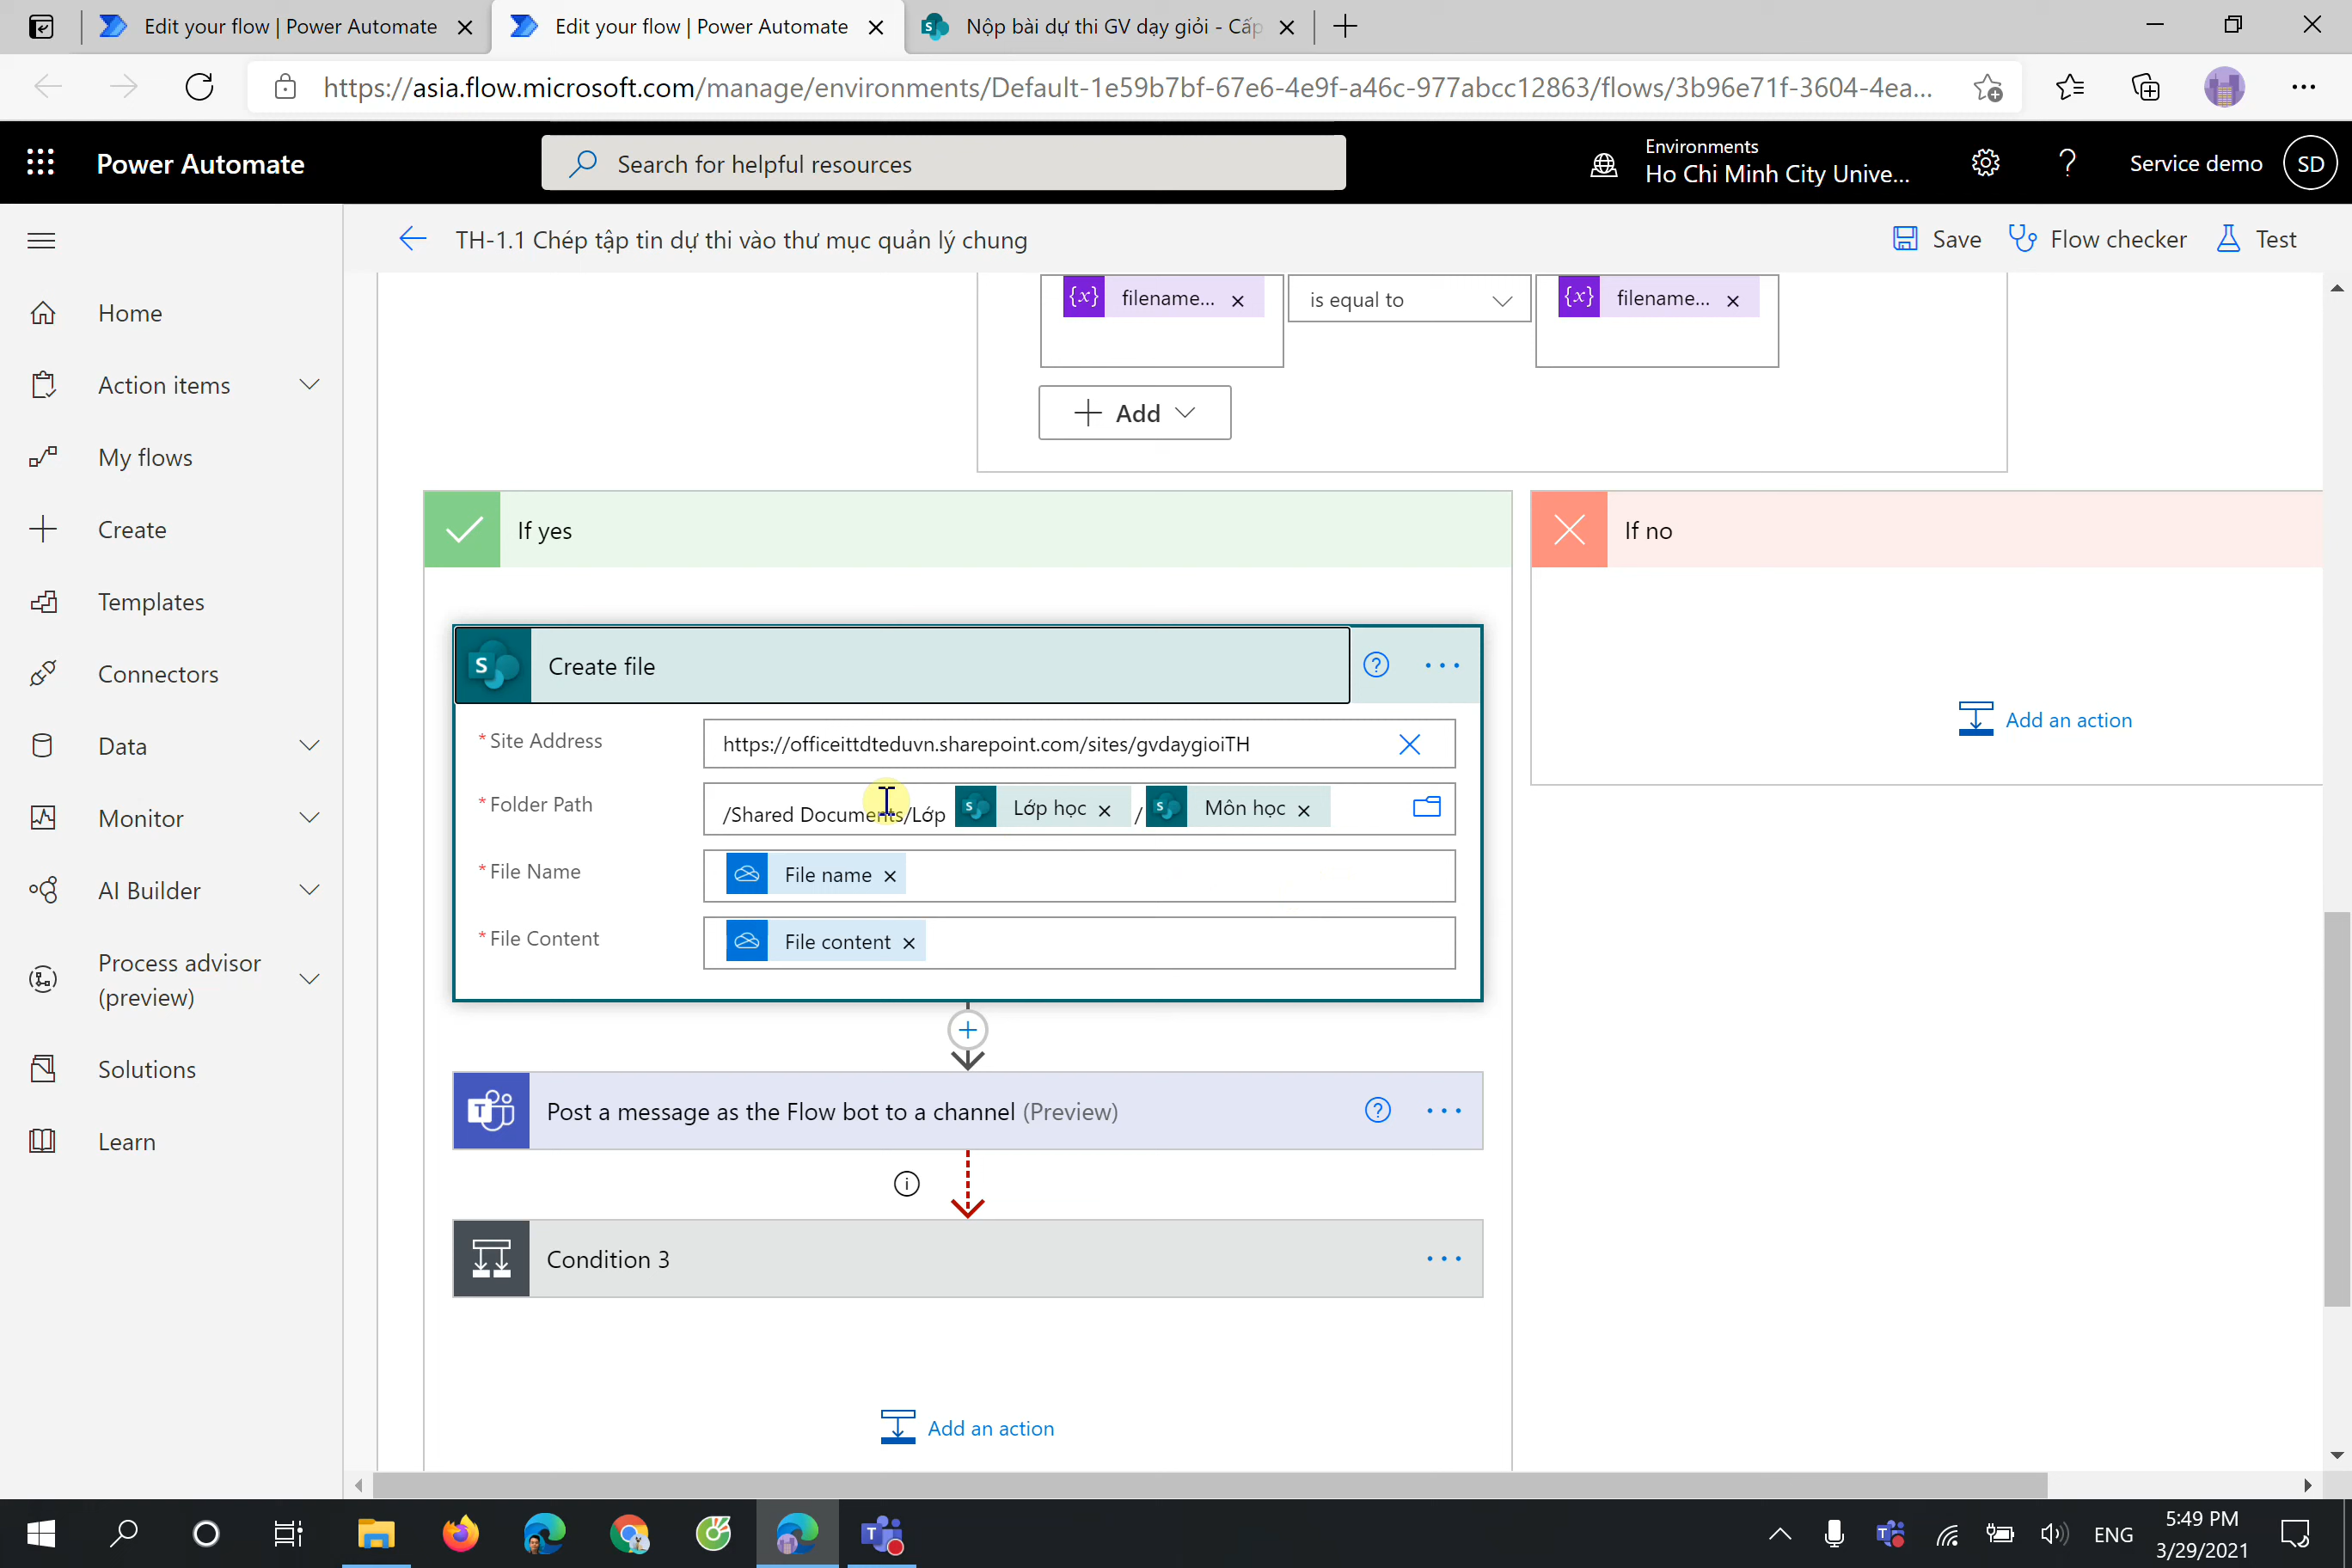 Edit your flow | Power Automate
Edit your flow | Power Automate
Nộp bài dự thi GV dạy giỏi - Cấp
https://asia.flow.microsoft.com/manage/environments/Default-1e59b7bf-67e6-4e9f-a46c-977abcc12863/flows/3b96e71f-3604-4ea...
Power Automate
Search for helpful resources
Environments
Ho Chi Minh City Unive...
Service demo
SD
TH-1.1 Chép tập tin dự thi vào thư mục quản lý chung
Save
Flow checker
Test
Home
Action items
My flows
Create
Templates
Connectors
Data
Monitor
AI Builder
Process advisor
(preview)
Solutions
Learn
{x} filename...
is equal to
{x} filename...
Add
If yes
If no
Add an action
S
Create file
* Site Address
https://officeittdteduvn.sharepoint.com/sites/gvdaygioiTH
* Folder Path
/Shared Documents/Lớp Lớp học / Môn học
* File Name
File name
* File Content
File content
Post a message as the Flow bot to a channel (Preview)
Condition 3
Add an action
ENG
5:49 PM
3/29/2021